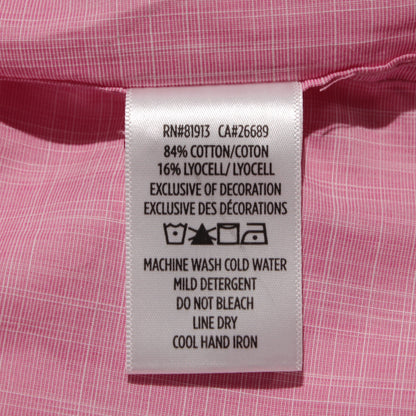 RN#81913 CA#26689
84% COTTON/COTON
16% LYOCELL/ LYOCELL
EXCLUSIVE OF DECORATION
EXCLUSIVE DES DÉCORATIONS
MACHINE WASH COLD WATER
MILD DETERGENT
DO NOT BLEACH
LINE DRY
COOL HAND IRON